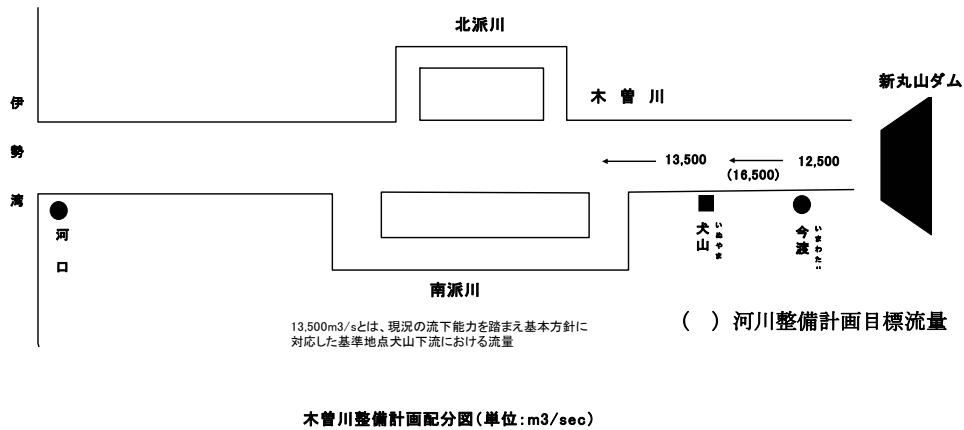 北派川
新丸山ダム
木 曽 川
伊勢湾
13,500
12,500
(16,500)
河口
犬山
いぬやま
今渡
いまわたり
南派川
13,500m3/sとは、現況の流下能力を踏まえ基本方針に
対応した基準地点犬山下流における流量
( )河川整備計画目標流量
木曽川整備計画配分図(単位:m3/sec)